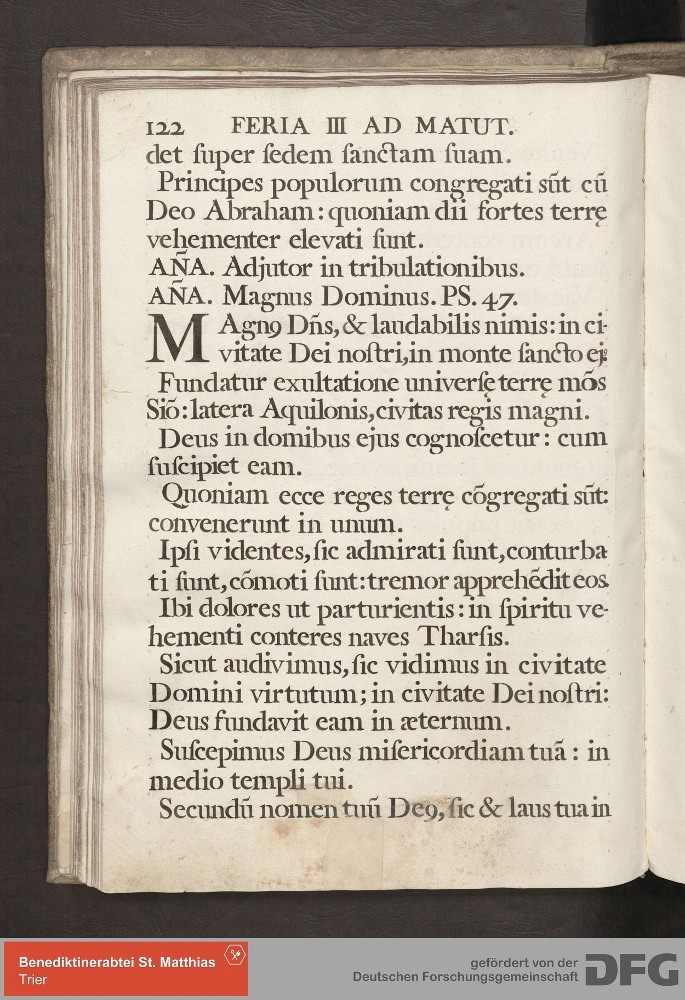 122 FERIA III AD MATUT.
det ſuper ſedem ſanctam ſuam.
Principes populorum congregati sũt cũ
Deo Abraham: quoniam dii fortes terrę
vehementer elevati ſunt.
AÑA. Adjutor in tribulationibus.
AÑA. Magnus Dominus. PS. 47.
MAgnꝯ Dñs, & laudabilis nimis: in ci-
vitate Dei noſtri, in monte ſancto ejꝰ
Fundatur exultatione univerſę terrę mõs
Siõ: latera Aquilonis, civitas regis magni.
Deus in domibus ejus cognoſcetur: cum
ſuſcipiet eam.
Quoniam ecce reges terrę cõgregati sũt:
convenerunt in unum.
Ipſi videntes, ſic admirati ſunt, conturba
ti ſunt, cõmoti ſunt: tremor apprehẽdit eos.
Ibi dolores ut parturientis: in ſpiritu ve-
hementi conteres naves Tharſis.
Sicut audivimus, ſic vidimus in civitate
Domini virtutum; in civitate Dei noſtri:
Deus fundavit eam in æternum.
Suſcepimus Deus miſericordiam tuã: in
medio templi tui.
Secundũ nomen tuũ Deꝯ, ſic & laus tua in
Benediktinerabtei St. Matthias
Trier
gefördert von der
Deutschen Forschungsgemeinschaft
DFG